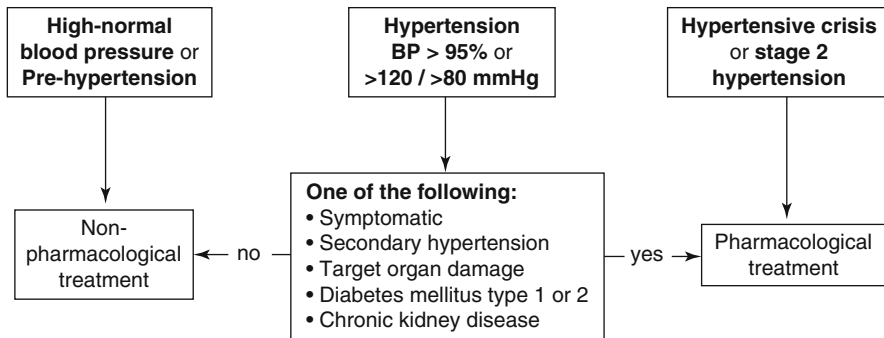 High-normal
blood pressure or
Pre-hypertension
Hypertension
BP > 95% or
>120 / >80 mmHg
Hypertensive crisis
or stage 2
hypertension
Non-
pharmacological
treatment
no
One of the following:
• Symptomatic
• Secondary hypertension
• Target organ damage
• Diabetes mellitus type 1 or 2
• Chronic kidney disease
yes
Pharmacological
treatment